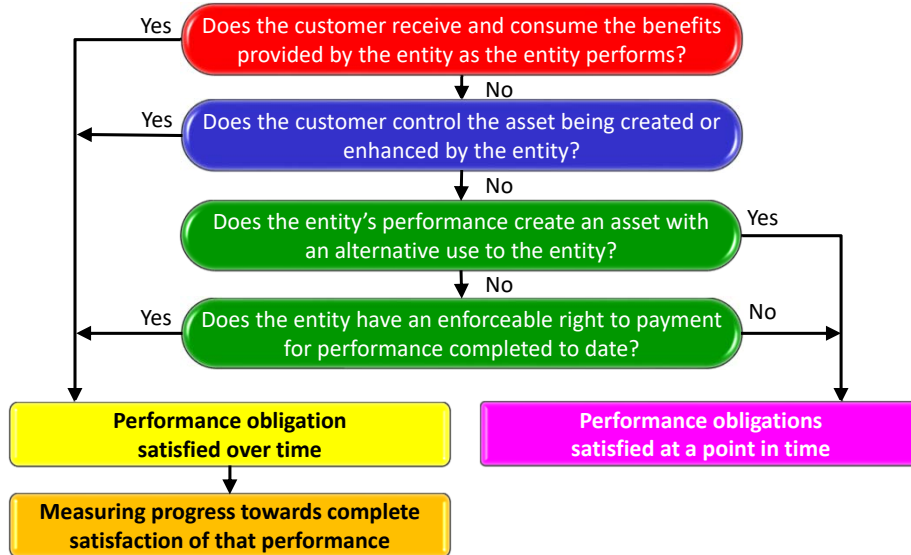 Yes
Does the customer receive and consume the benefits
provided by the entity as the entity performs?
No
Yes
Does the customer control the asset being created or
enhanced by the entity?
No
Does the entity’s performance create an asset with
an alternative use to the entity?
Yes
No
Yes
Does the entity have an enforceable right to payment
for performance completed to date?
No
Performance obligation
satisfied over time
Performance obligations
satisfied at a point in time
Measuring progress towards complete
satisfaction of that performance